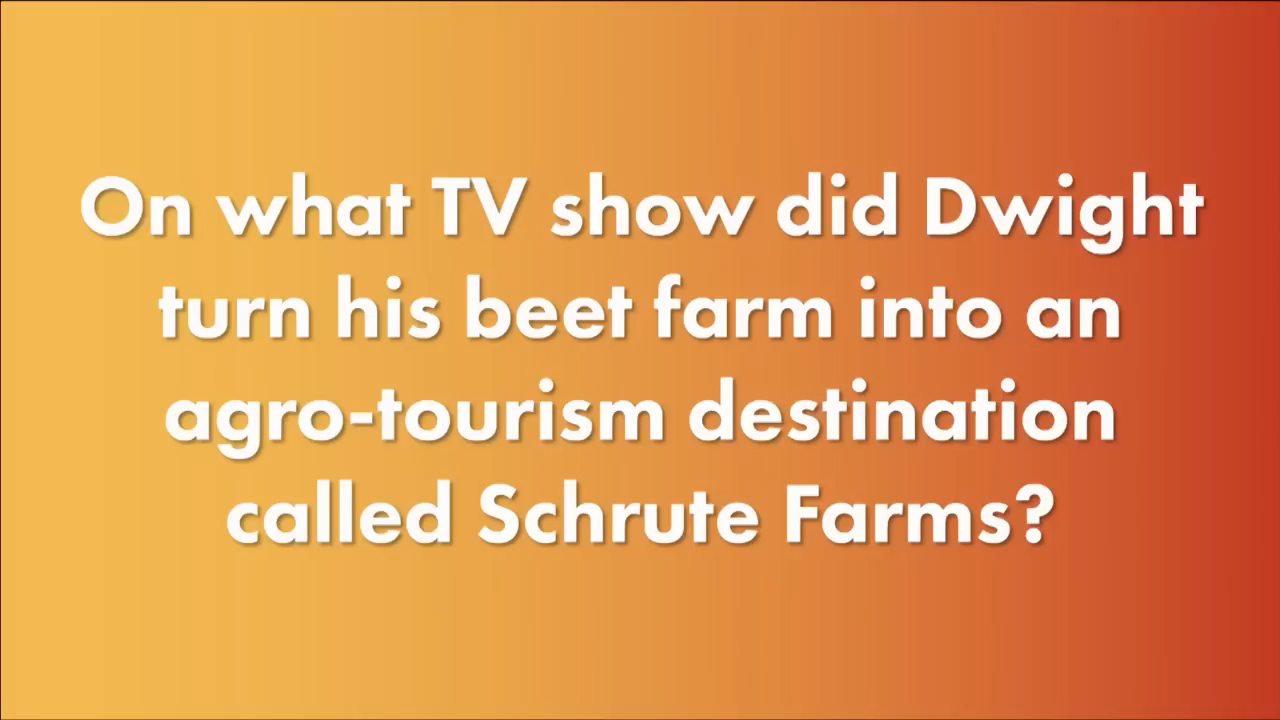 On what TV show did Dwight
turn his beet farm into an
agro-tourism destination
called Schrute Farms?